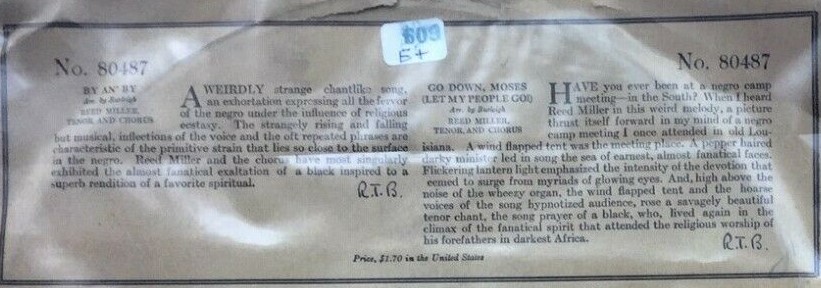 609
E+
No. 80487
BY AN' BY
Arr. by Burleigh
REED MILLER,
TENOR, AND CHORUS
A WEIRDLY strange chantlike song,
an exhortation expressing all the fervor
of the negro under the influence of religious
ecstasy. The strangely rising and falling
but musical, inflections of the voice and the oft repeated phrases are
characteristic of the primitive strain that lies so close to the surface
in the negro. Reed Miller and the chorus have most singularly
exhibited the almost fanatical exaltation of a black inspired to a
superb rendition of a favorite spiritual.
R.T.B.
No. 80487
GO DOWN, MOSES
(LET MY PEOPLE GO!)
Arr. by Burleigh
REED MILLER,
TENOR, AND CHORUS
HAVE you ever been at a negro camp
meeting—in the South? When I heard
Reed Miller in this weird melody, a picture
thrust itself forward in my mind of a negro
camp meeting I once attended in old Lou-
isiana. A wind flapped tent was the meeting place. A pepper haired
darky minister led in song the sea of earnest, almost fanatical faces.
Flickering lantern light emphasized the intensity of the devotion that
eemed to surge from myriads of glowing eyes. And, high above the
noise of the wheezy organ, the wind flapped tent and the hoarse
voices of the song hypnotized audience, rose a savagely beautiful
tenor chant, the song prayer of a black, who, lived again in the
climax of the fanatical spirit that attended the religious worship of
his forefathers in darkest Africa.
R.T.B.
Price, $1.70 in the United States